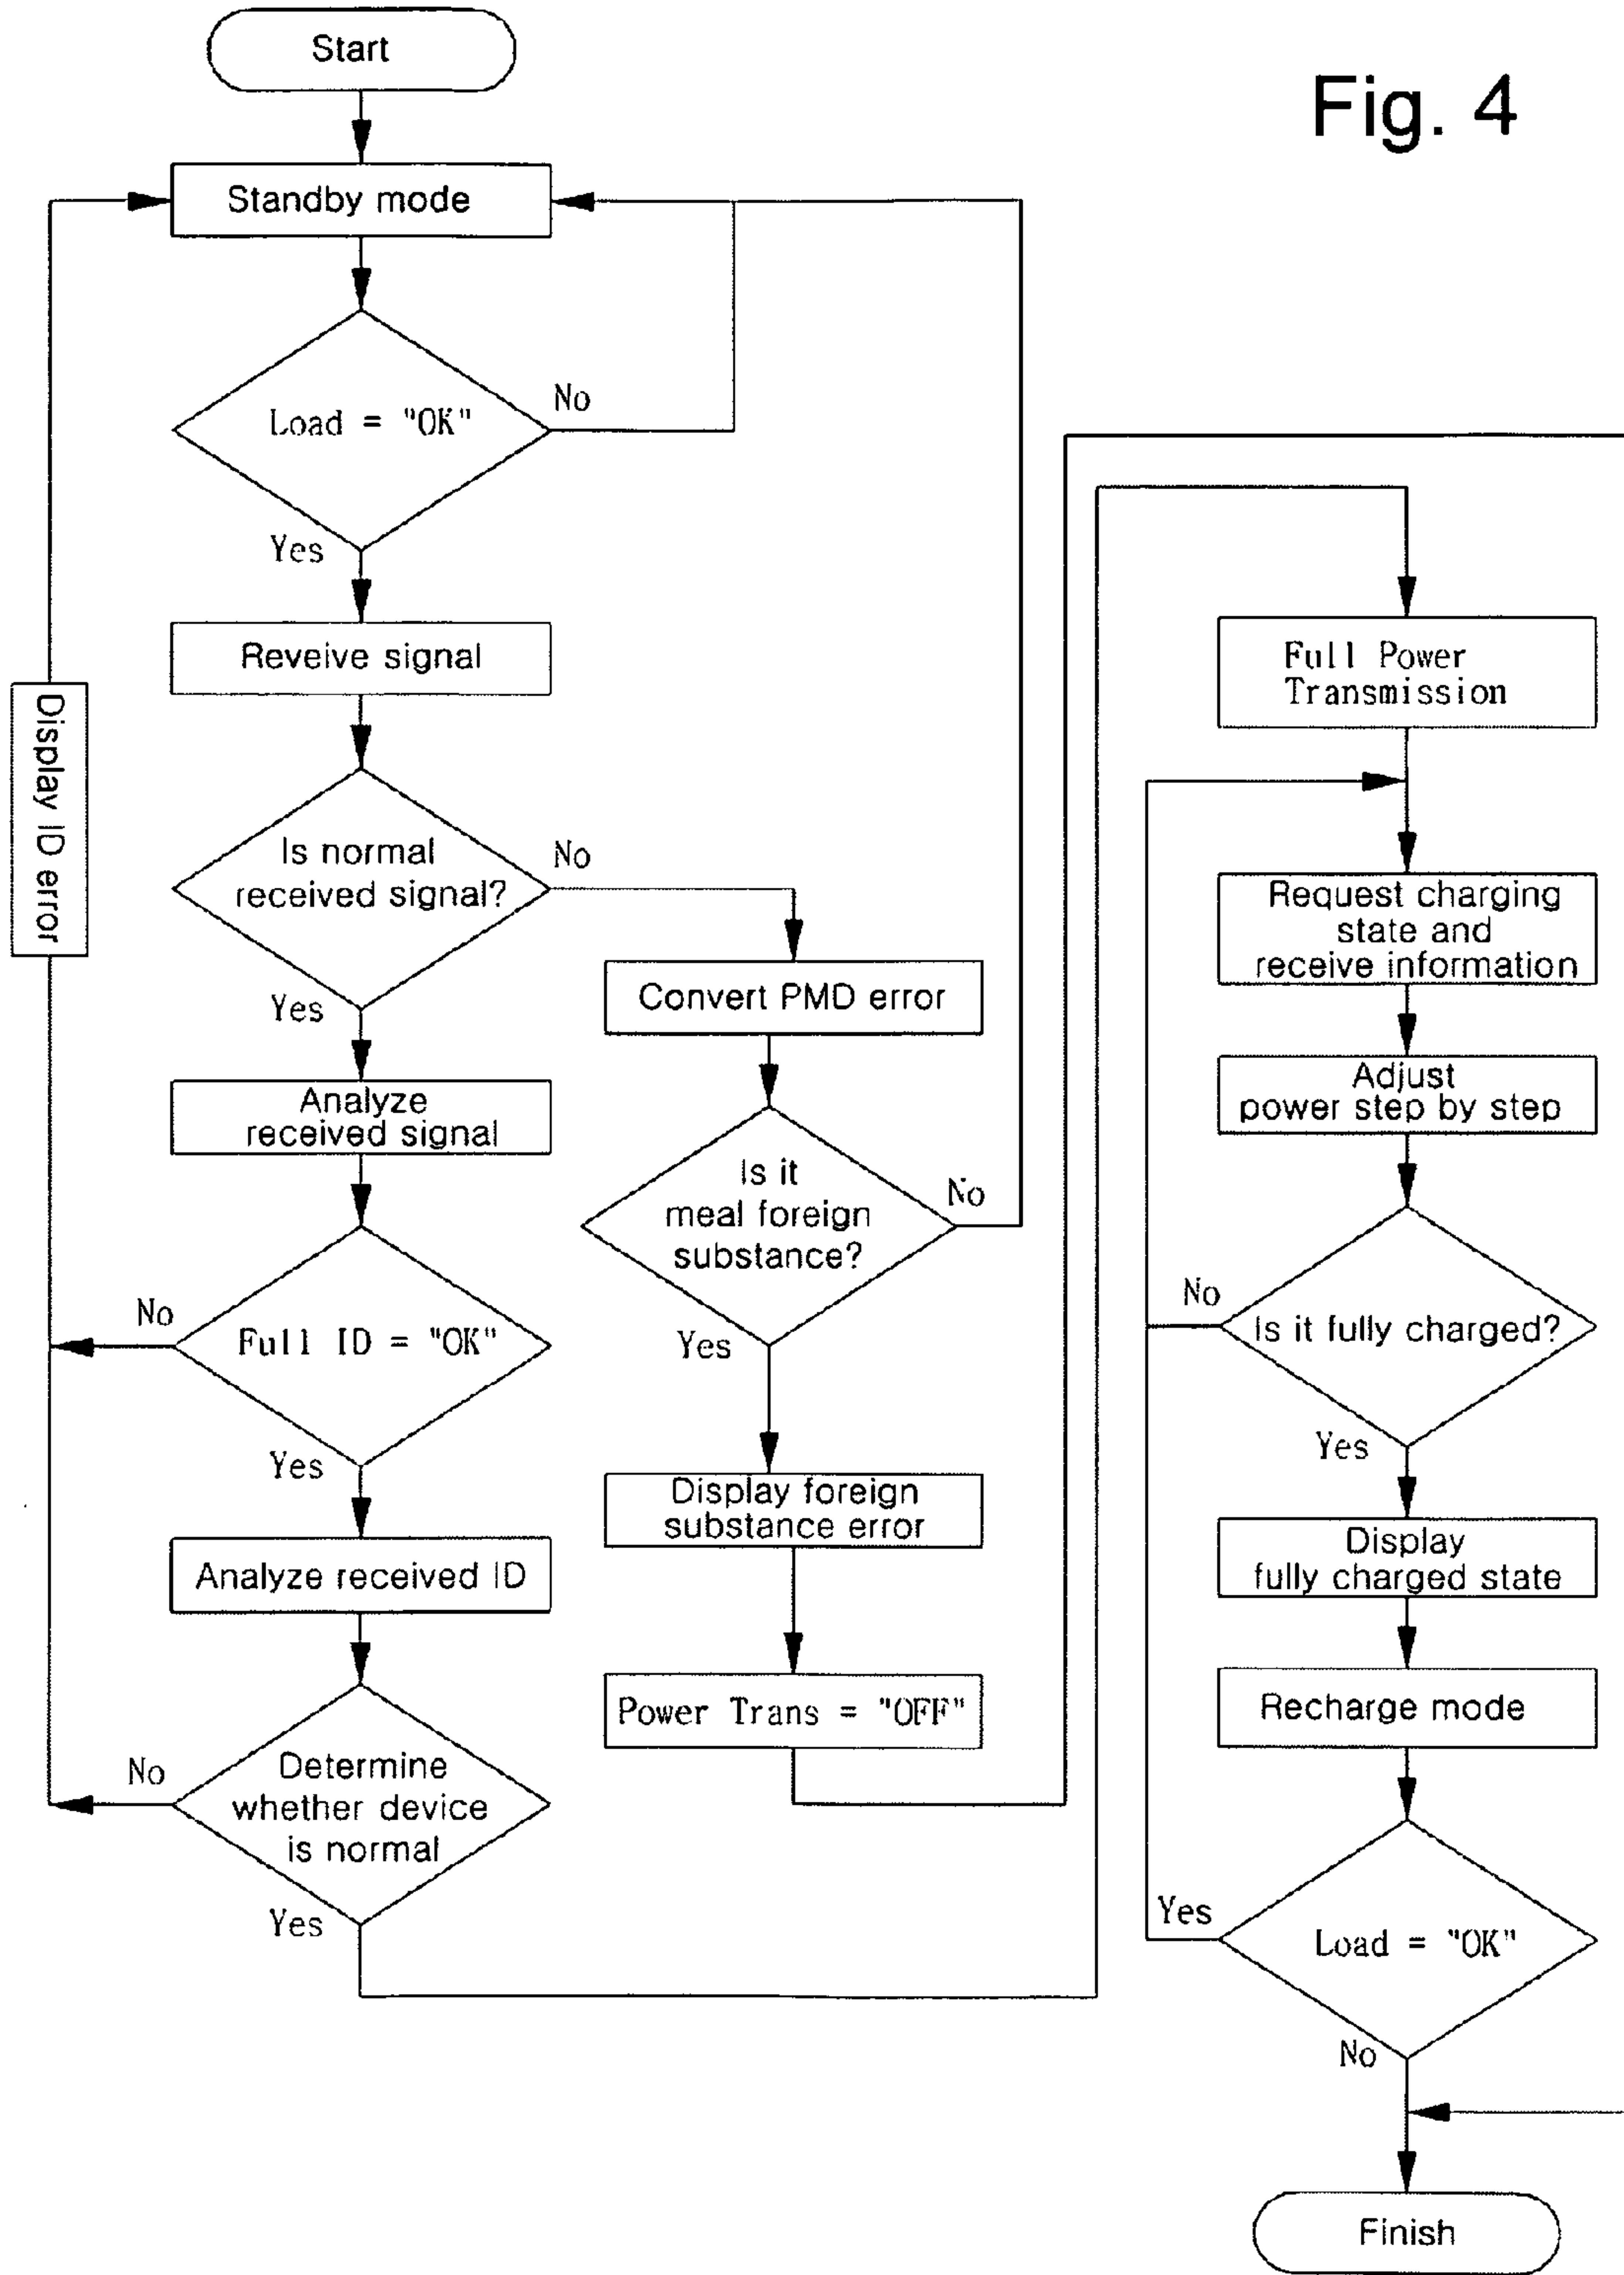 Fig. 4
Start
Standby mode
Load = "OK"
No
Yes
Reveive signal
Display ID error
Is normal
received signal?
No
Yes
Analyze
received signal
Full ID = "OK"
No
Yes
Analyze received ID
Determine
whether device
is normal
No
Yes
Convert PMD error
Is it
meal foreign
substance?
No
Yes
Display foreign
substance error
Power Trans = "OFF"
Full Power
Transmission
Request charging
state and
receive information
Adjust
power step by step
Is it fully charged?
No
Yes
Display
fully charged state
Recharge mode
Load = "OK"
Yes
No
Finish